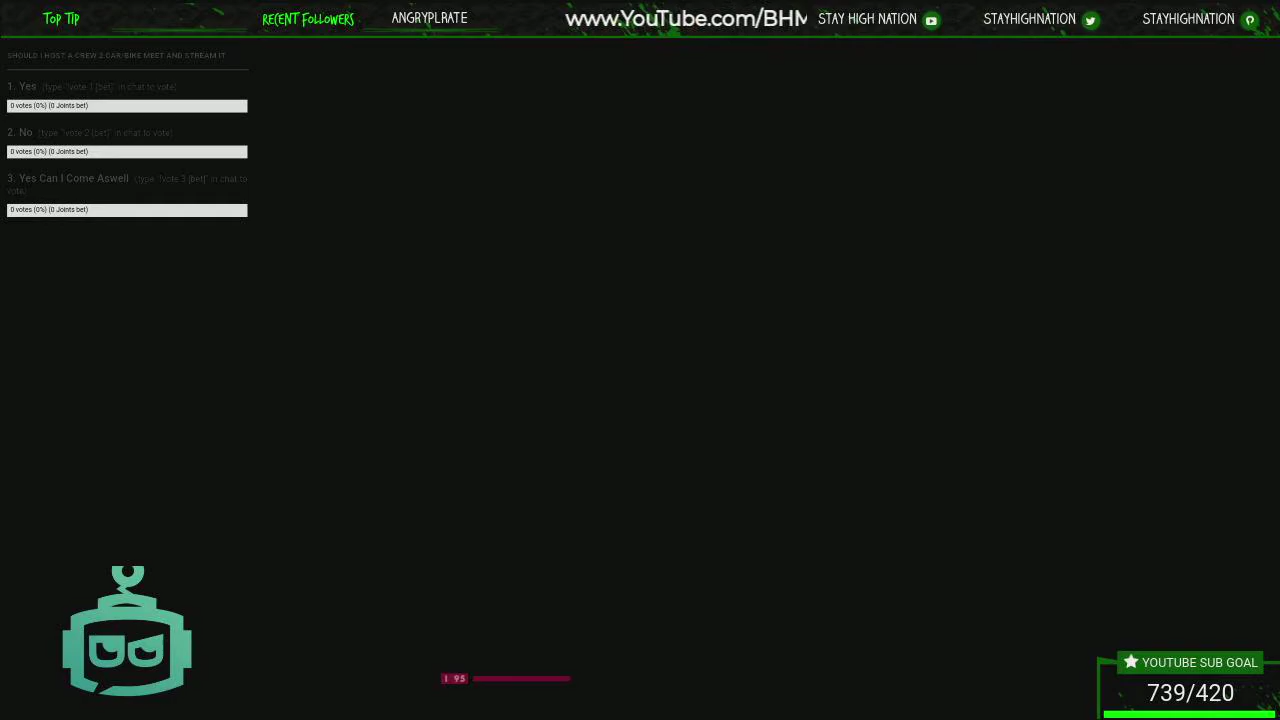 Top Tip
Recent Followers
ANGRYPLRATE
www.YouTube.com/BHM
STAY HIGH NATION
STAYHIGHNATION
STAYHIGHNATION
SHOULD I HOST A CREW 2 CAR/BIKE MEET AND STREAM IT
1. Yes (type "!vote 1 [bet]" in chat to vote)
0 votes (0%) (0 Joints bet)
2. No (type "!vote 2 [bet]" in chat to vote)
0 votes (0%) (0 Joints bet)
3. Yes Can I Come Aswell (type "!vote 3 [bet]" in chat to
vote)
0 votes (0%) (0 Joints bet)
95
YOUTUBE SUB GOAL
739/420